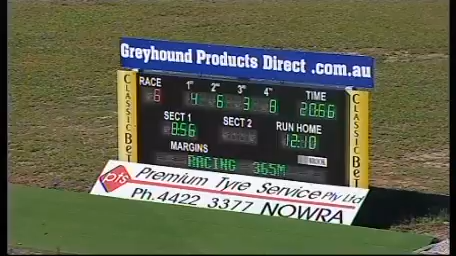 Greyhound Products Direct .com.au
RACE 1st 2nd 3rd 4th TIME
6 4 6 3 8 20:66
SECT 1 SECT 2 RUN HOME
8:56 12:10
MARGINS
RACING 365M
CLASSIC BET
CLASSIC BET
pts Premium Tyre Service Pty Ltd
Ph. 4422 3377 NOWRA